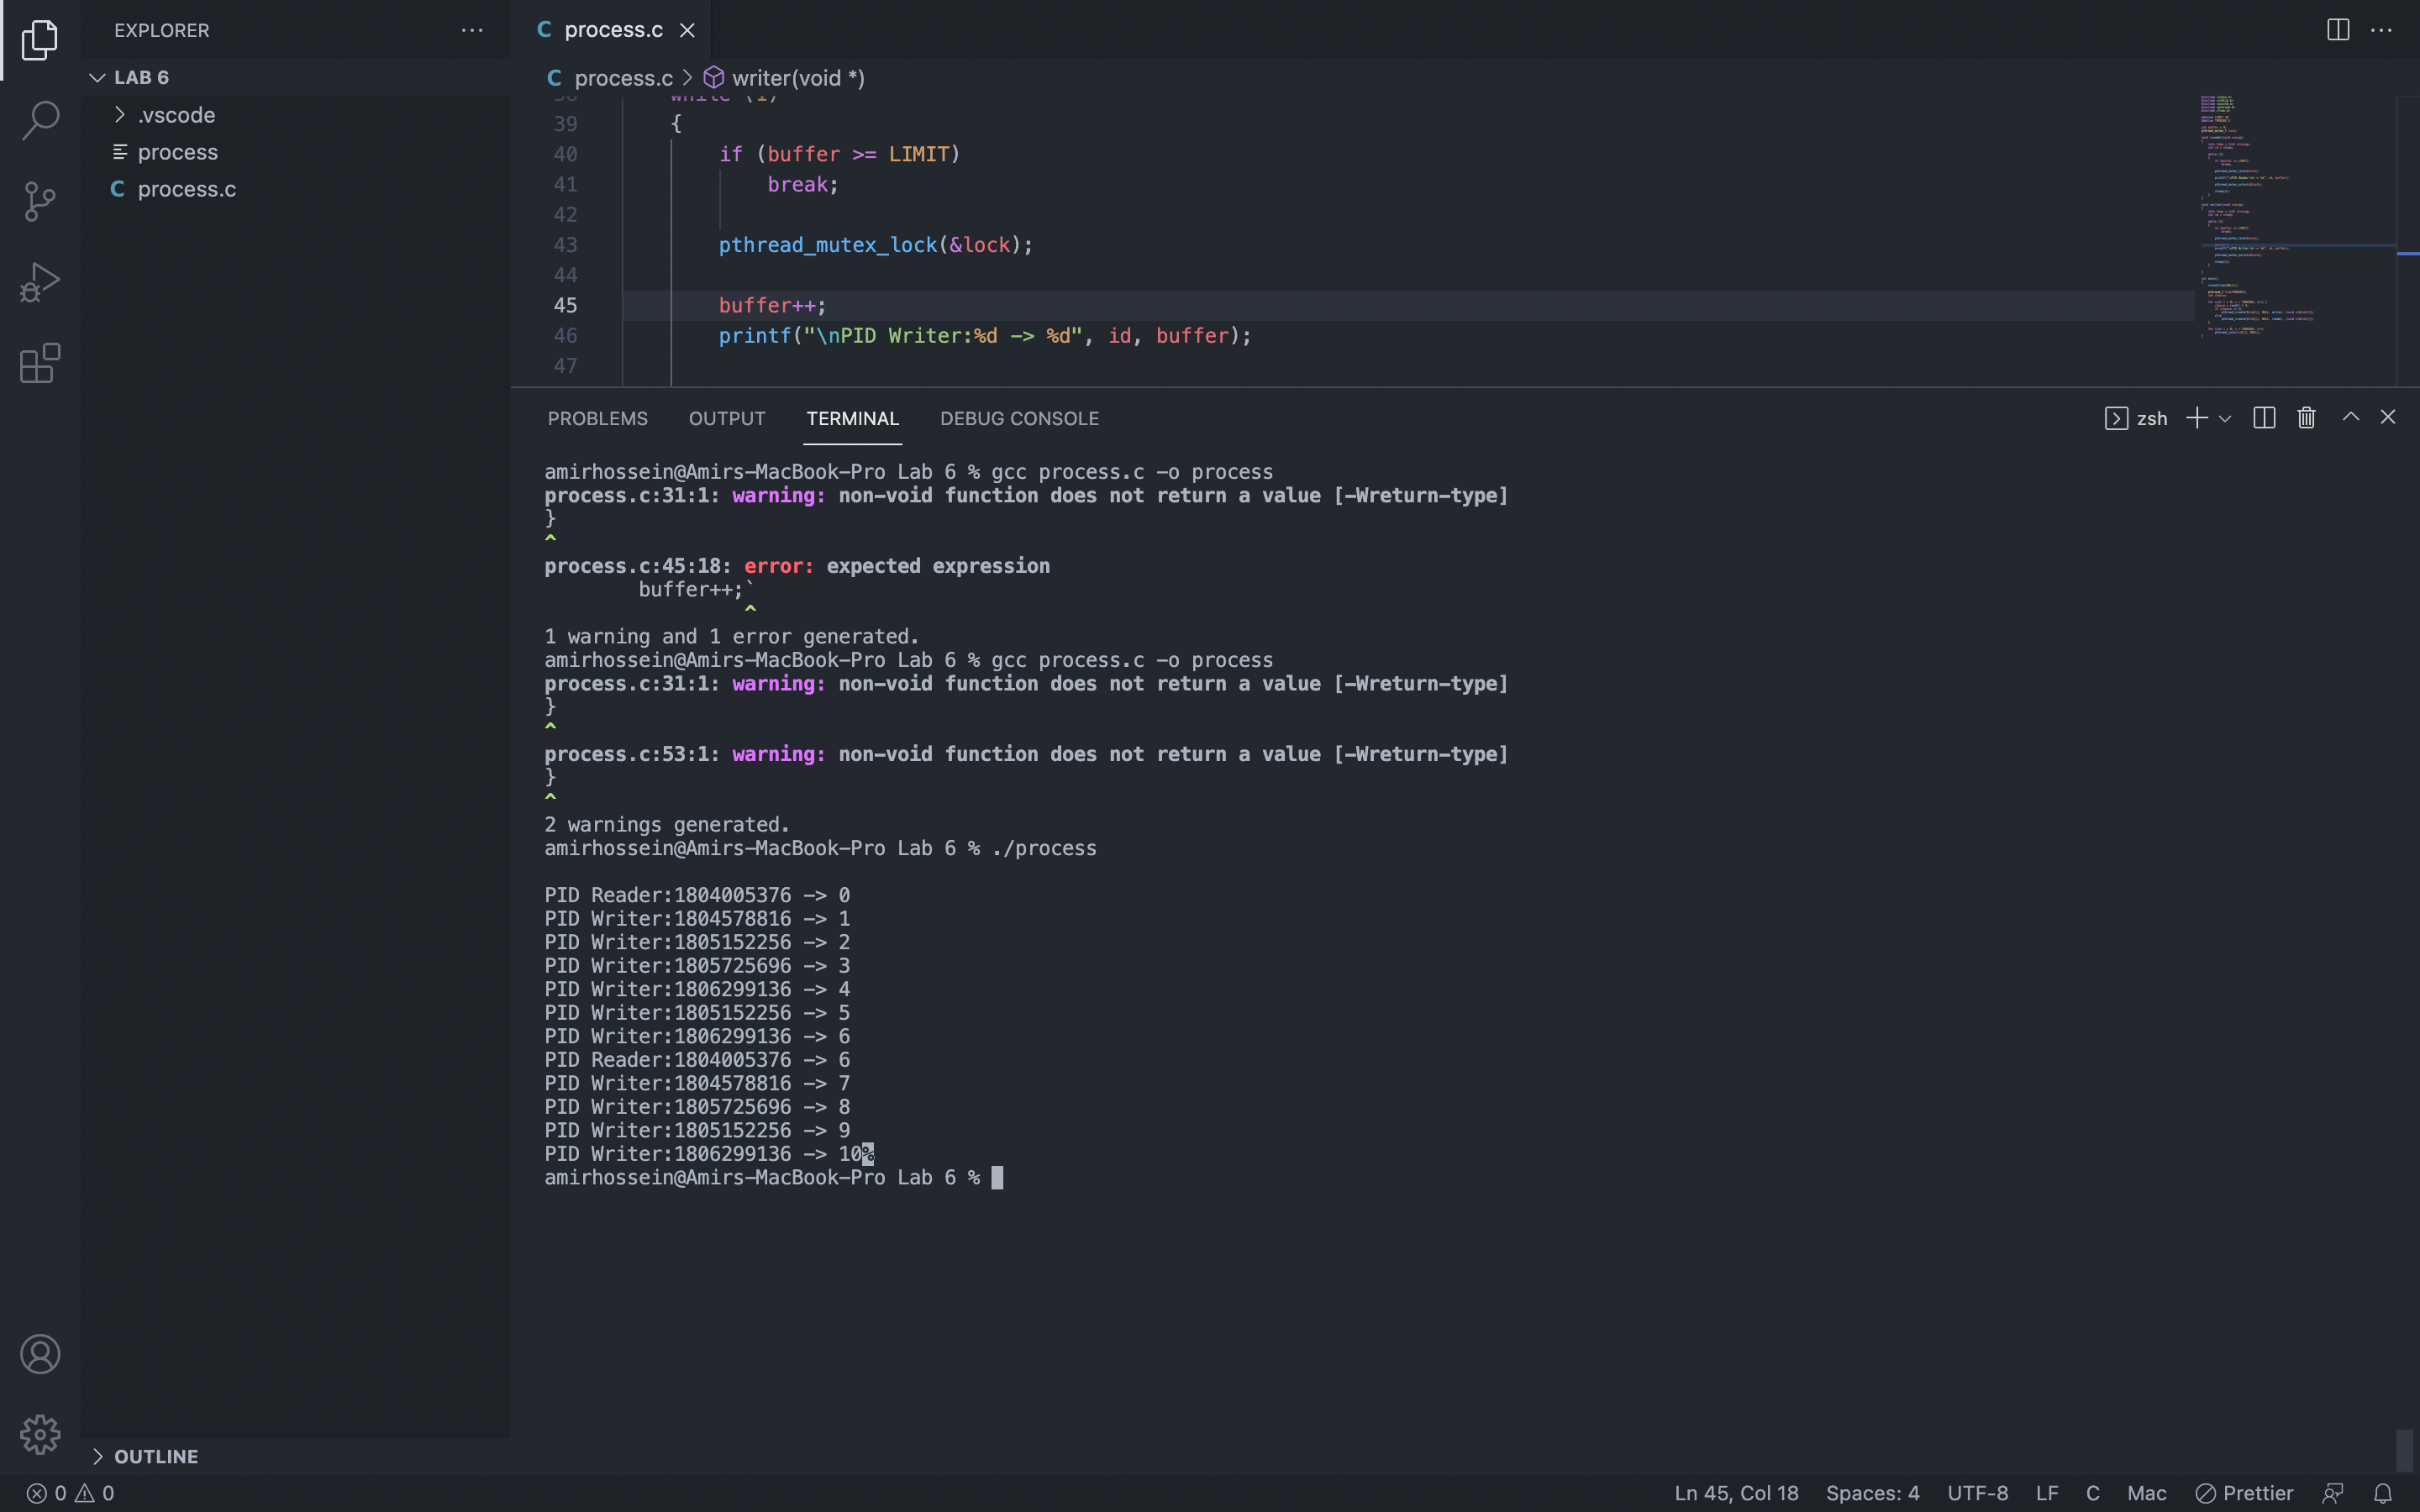 EXPLORER
process.c
LAB 6
process.c > writer(void *)
.vscode
process
process.c
39 {
40 if (buffer >= LIMIT)
41 break;
42
43 pthread_mutex_lock(&lock);
44
45 buffer++;
46 printf("\nPID Writer:%d -> %d", id, buffer);
47
PROBLEMS OUTPUT TERMINAL DEBUG CONSOLE
zsh
amirhossein@Amirs-MacBook-Pro Lab 6 % gcc process.c -o process
process.c:31:1: warning: non-void function does not return a value [-Wreturn-type]
}
^
process.c:45:18: error: expected expression
buffer++;`
^
1 warning and 1 error generated.
amirhossein@Amirs-MacBook-Pro Lab 6 % gcc process.c -o process
process.c:31:1: warning: non-void function does not return a value [-Wreturn-type]
}
^
process.c:53:1: warning: non-void function does not return a value [-Wreturn-type]
}
^
2 warnings generated.
amirhossein@Amirs-MacBook-Pro Lab 6 % ./process
PID Reader:1804005376 -> 0
PID Writer:1804578816 -> 1
PID Writer:1805152256 -> 2
PID Writer:1805725696 -> 3
PID Writer:1806299136 -> 4
PID Writer:1805152256 -> 5
PID Writer:1806299136 -> 6
PID Reader:1804005376 -> 6
PID Writer:1804578816 -> 7
PID Writer:1805725696 -> 8
PID Writer:1805152256 -> 9
PID Writer:1806299136 -> 10%
amirhossein@Amirs-MacBook-Pro Lab 6 %
OUTLINE
0 0
Ln 45, Col 18 Spaces: 4 UTF-8 LF C Mac Prettier